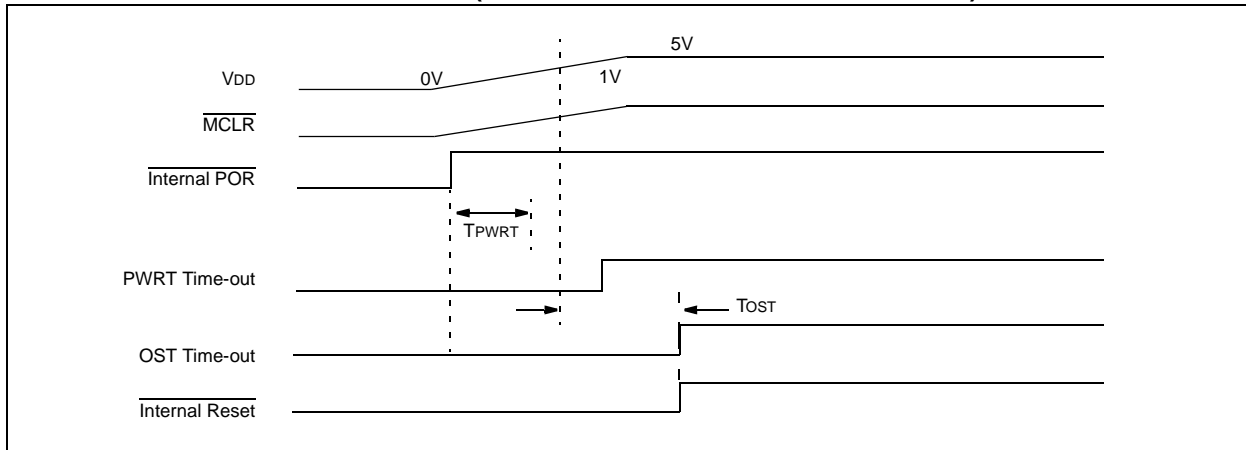 5V
VDD 0V 1V
MCLR
Internal POR
TPWRT
PWRT Time-out
TOST
OST Time-out
Internal Reset